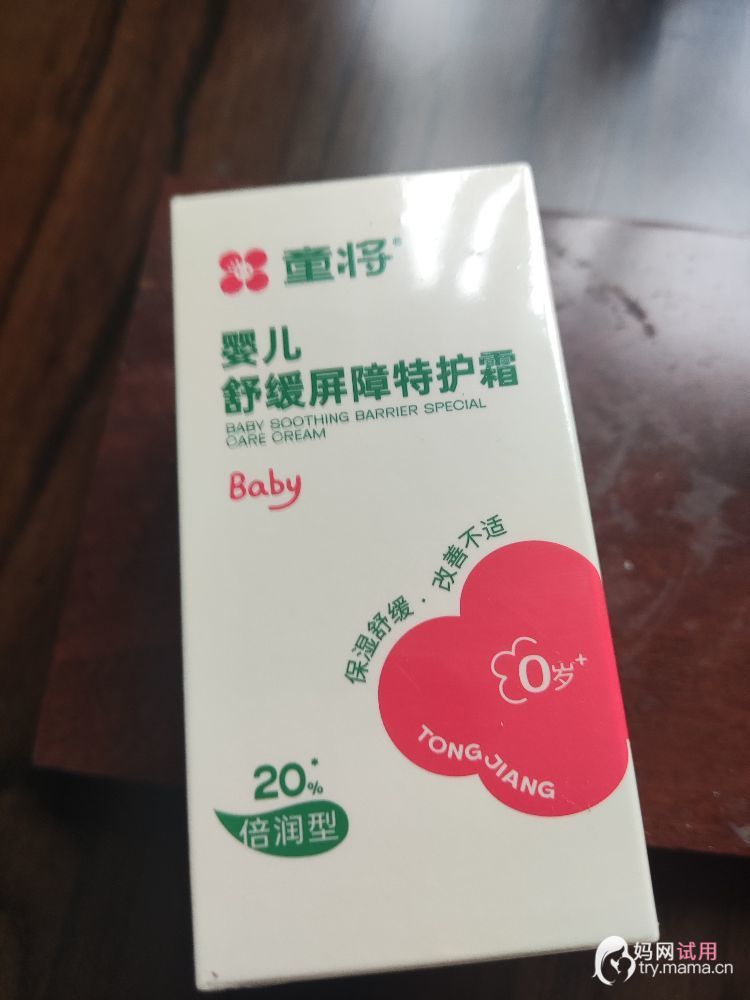 童将®
婴儿
舒缓屏障特护霜
BABY SOOTHING BARRIER SPECIAL
CARE CREAM
Baby
保湿舒缓·改善不适
0岁+
TONG JIANG
20%*
倍润型
妈网试用
try.mama.cn